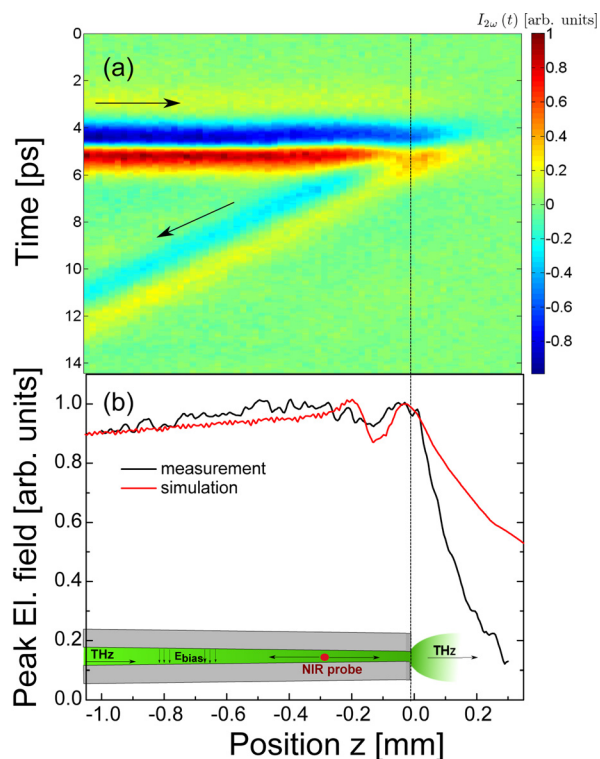 I2ω (t) [arb. units]
0
2
4
6
8
10
12
14
Time [ps]
(a)
1
0.8
0.6
0.4
0.2
0
-0.2
-0.4
-0.6
-0.8
(b)
1.0
0.8
0.6
0.4
0.2
0.0
Peak El. field [arb. units]
measurement
simulation
THz
Ebias
NIR probe
THz
-1.0 -0.8 -0.6 -0.4 -0.2 0.0 0.2
Position z [mm]